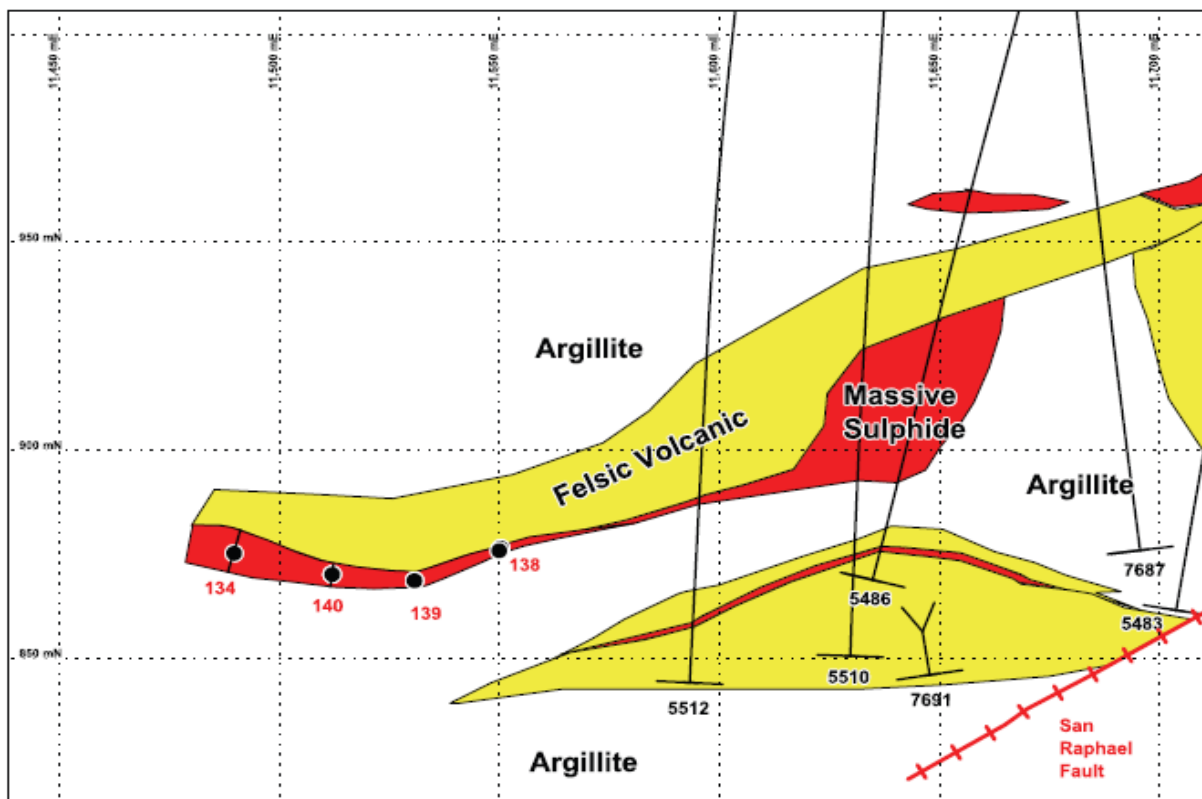 11,450 mE
11,500 mE
11,550 mE
11,600 mE
11,650 mE
11,700 mE
950 mN
Argillite
Massive
Sulphide
900 mN
Felsic Volcanic
Argillite
134
138
140
139
7687
5486
5483
850 mN
5510
7691
5512
San
Raphael
Fault
Argillite